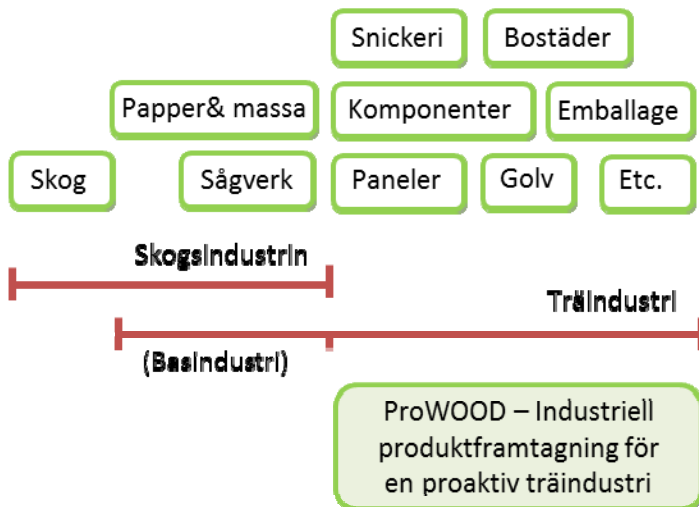 Snickeri
Bostäder
Papper& massa
Komponenter
Emballage
Skog
Sågverk
Paneler
Golv
Etc.
Skogsindustrin
Träindustri
(Basindustri)
ProWOOD – Industriell
produktframtagning för
en proaktiv träindustri